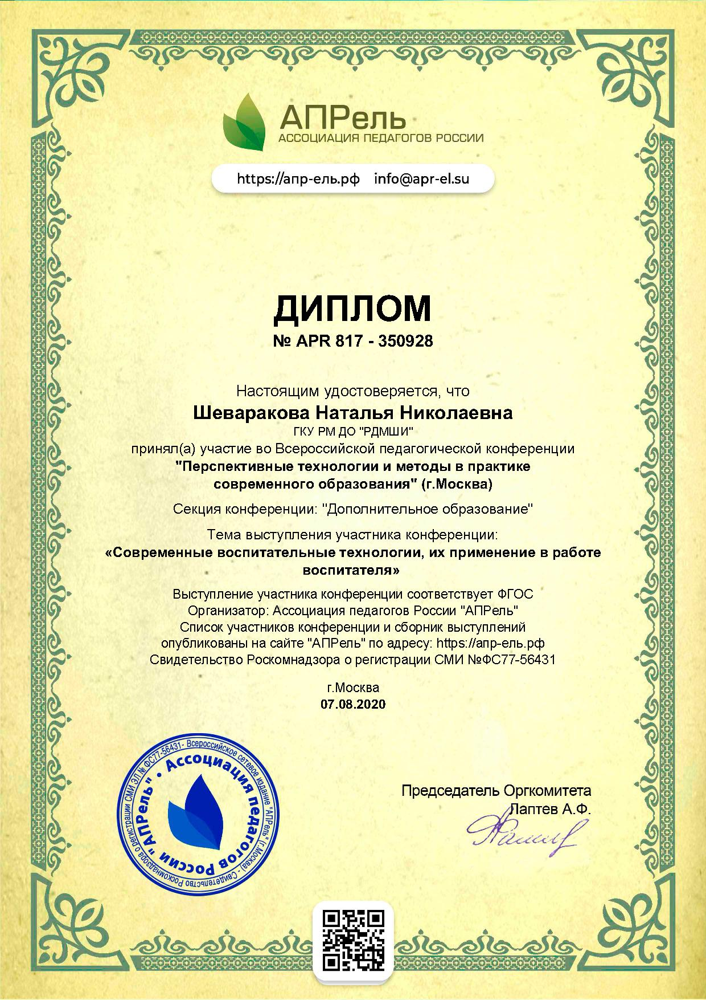 АПРель
АССОЦИАЦИЯ ПЕДАГОГОВ РОССИИ
https://апр-ель.рф info@apr-el.su
ДИПЛОМ
№ APR 817 - 350928
Настоящим удостоверяется, что
Шеваракова Наталья Николаевна
ГКУ РМ ДО "РДМШИ"
принял(а) участие во Всероссийской педагогической конференции
"Перспективные технологии и методы в практике
современного образования" (г.Москва)
Секция конференции: "Дополнительное образование"
Тема выступления участника конференции:
«Современные воспитательные технологии, их применение в работе
воспитателя»
Выступление участника конференции соответствует ФГОС
Организатор: Ассоциация педагогов России "АПРель"
Список участников конференции и сборник выступлений
опубликованы на сайте "АПРель" по адресу: https://апр-ель.рф
Свидетельство Роскомнадзора о регистрации СМИ №ФС77-56431
г.Москва
07.08.2020
Всероссийское сетевое издание "АПРель" (г.Москва) - Свидетельство Роскомнадзора о регистрации СМИ ЭЛ № ФС77-56431-
Ассоциация педагогов России "АПРель" •
Председатель Оргкомитета
Лаптев А.Ф.